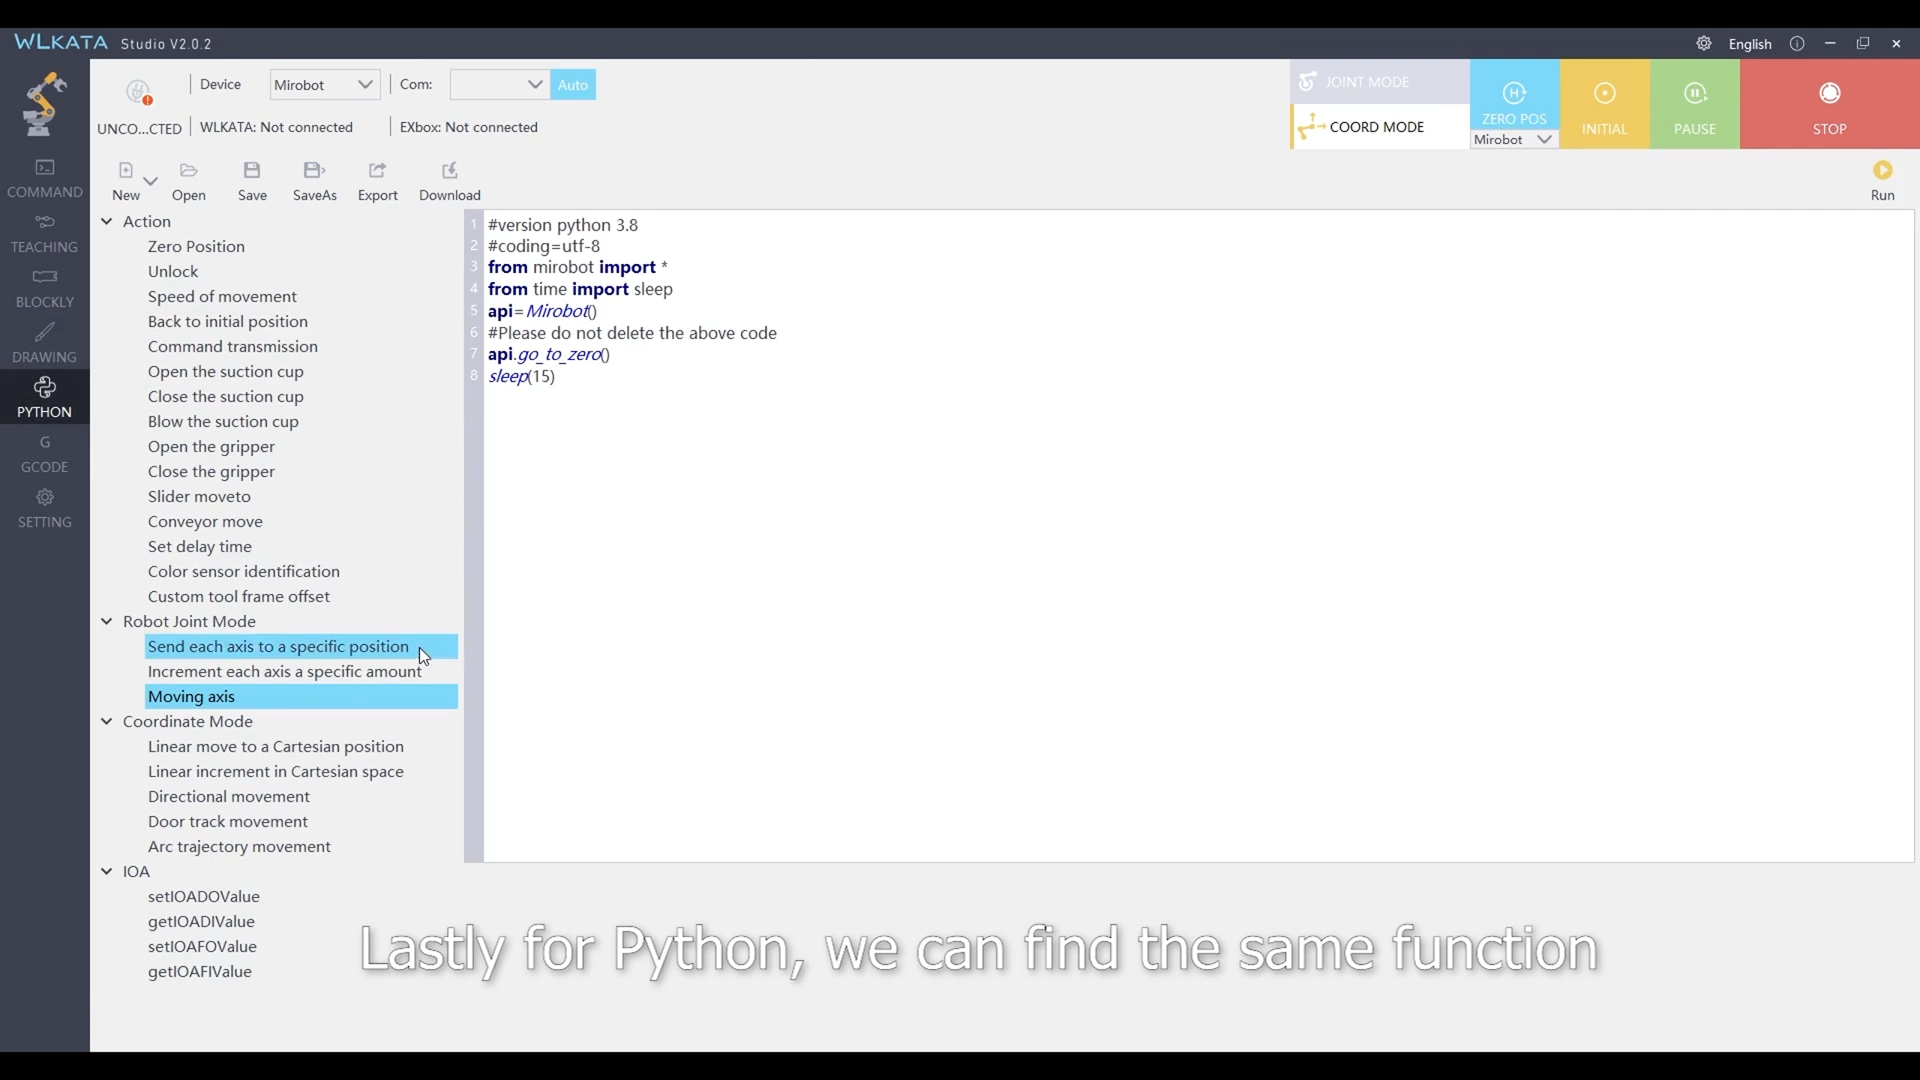 WLKATA Studio V2.0.2
English
Device Mirobot Com: Auto
UNCO...CTED WLKATA: Not connected EXbox: Not connected
JOINT MODE
COORD MODE
ZERO POS
Mirobot
INITIAL
PAUSE
STOP
New Open Save SaveAs Export Download
Run
COMMAND
TEACHING
BLOCKLY
DRAWING
PYTHON
G
GCODE
SETTING
Action
Zero Position
Unlock
Speed of movement
Back to initial position
Command transmission
Open the suction cup
Close the suction cup
Blow the suction cup
Open the gripper
Close the gripper
Slider moveto
Conveyor move
Set delay time
Color sensor identification
Custom tool frame offset
Robot Joint Mode
Send each axis to a specific position
Increment each axis a specific amount
Moving axis
Coordinate Mode
Linear move to a Cartesian position
Linear increment in Cartesian space
Directional movement
Door track movement
Arc trajectory movement
IOA
setIOADOValue
getIOADIValue
setIOAFOValue
getIOAFIValue
1 #version python 3.8
2 #coding=utf-8
3 from mirobot import *
4 from time import sleep
5 api=Mirobot()
6 #Please do not delete the above code
7 api.go_to_zero()
8 sleep(15)
Lastly for Python, we can find the same function